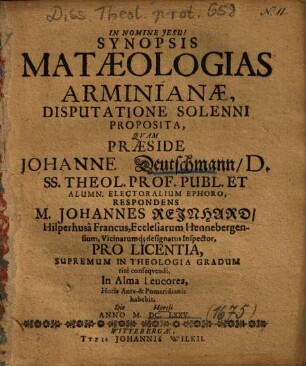 Diss. Theol. prot. 658
N. 11.
IN NOMINE JESU!
SYNOPSIS
MATÆOLOGIAS
ARMINIANÆ,
DISPUTATIONE SOLENNI
PROPOSITA,
QUAM
PRÆSIDE
JOHANNE Deutschmann/ D.
SS. THEOL. PROF. PUBL. ET
ALUMN. ELECTORALIUM EPHORO,
RESPONDENS
M. JOHANNES REINHARD/
Hilperhusâ Francus, Ecclesiarum Hennebergen-
sium, Vicinarumq; designatus Inspector,
PRO LICENTIA,
SUPREMUM IN THEOLOGIA GRADUM
ritè consequendi,
In Alma Leucorea,
Horis Ante-& Pomeridianis
habebit,
Die Martii
ANNO M. DC. LXXV.
(1675)
WITTEBERGÆ,
TYPIS JOHANNIS WILKII.